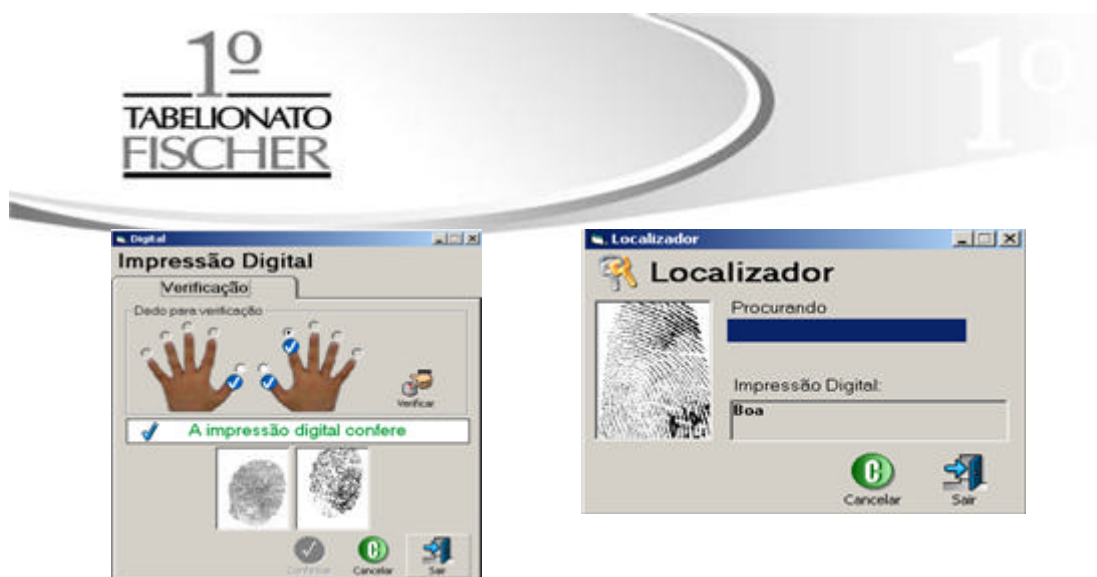 1º
TABELIONATO
FISCHER
1º
Digital
Impressão Digital
Verificação
Dedo para verificação
Verificar
A impressão digital confere
Confirmar
Cancelar
Sair
Localizador
Localizador
Procurando
Impressão Digital:
Boa
Cancelar
Sair